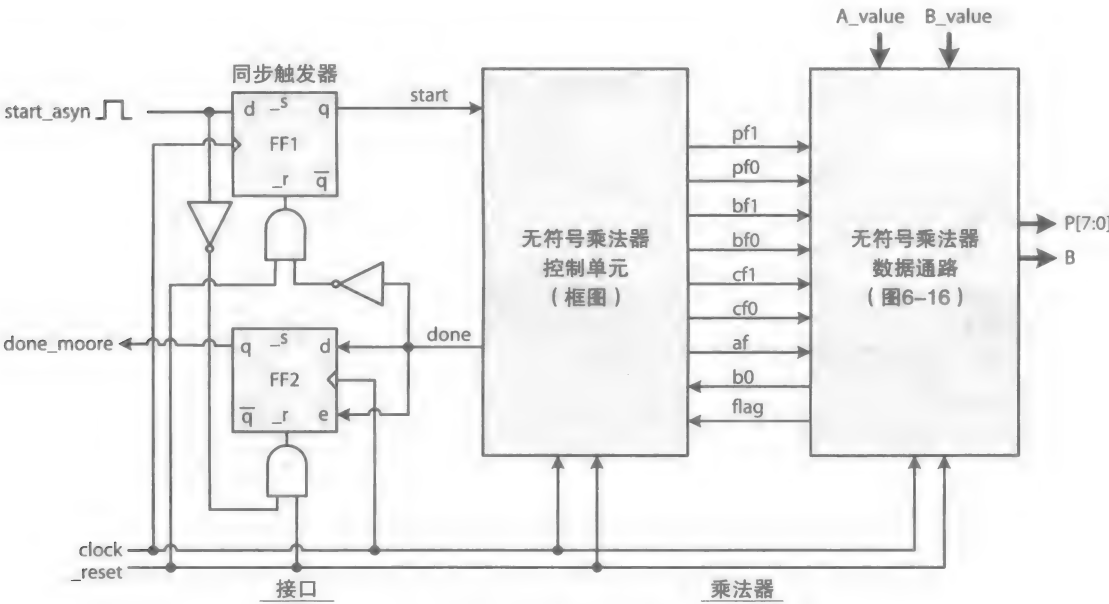 A_value B_value
同步触发器
start_asyn
d _s q
FF1
_r q̅
start
done_moore
q _s d
FF2
q̅ _r e
done
无符号乘法器
控制单元
（框图）
pf1
pf0
bf1
bf0
cf1
cf0
af
b0
flag
无符号乘法器
数据通路
（图6-16）
P[7:0]
B
clock
_reset
接口
乘法器